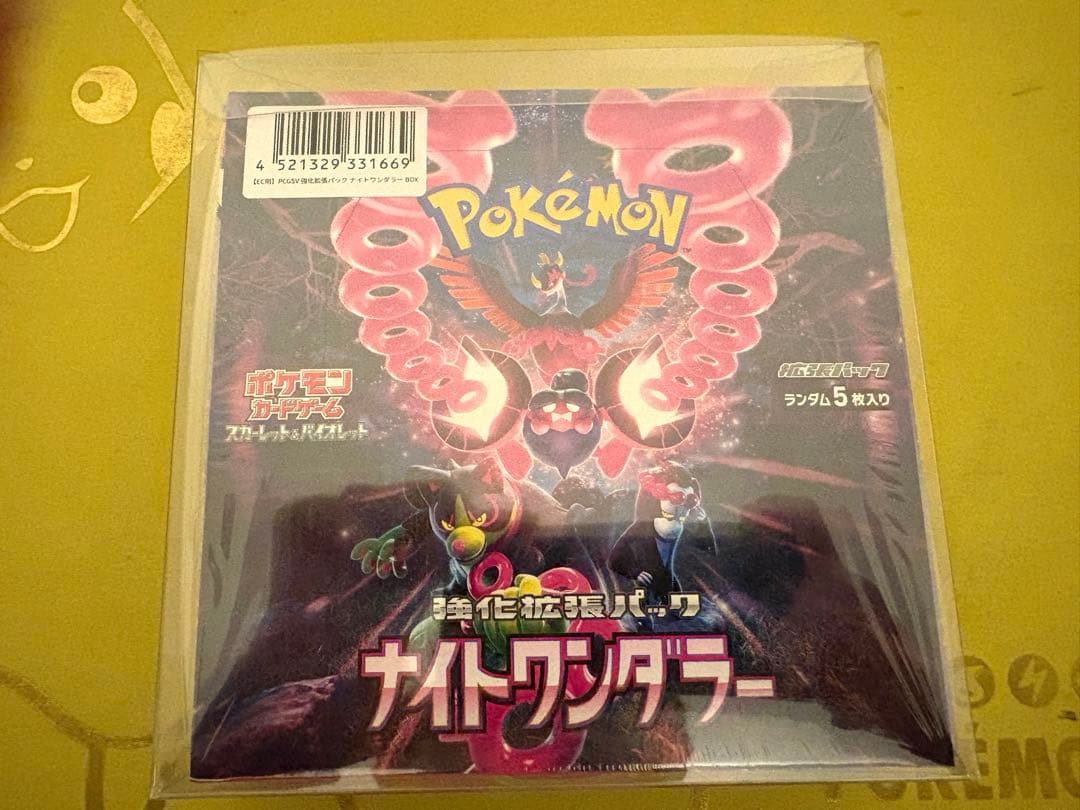 4 521329 331669
【EC用】PCGSV 強化拡張パック ナイトワンダラー BOX
POKéMON
TM
ポケモン
カードゲーム
スカーレット&バイオレット
拡張パック
ランダム5枚入り
強化拡張パック
ナイトワンダラー
POKÉMO